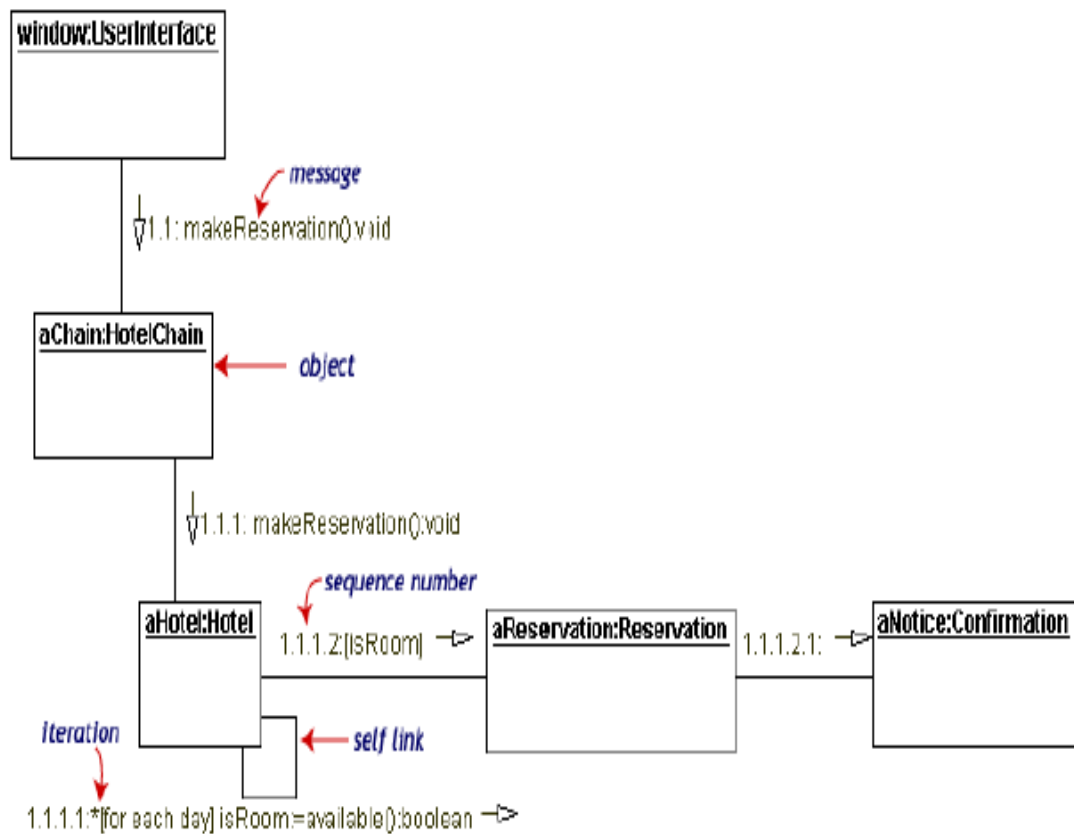 window:UserInterface
message
1.1: makeReservation():void
aChain:HotelChain
object
1.1.1: makeReservation():void
sequence number
aHotel:Hotel
1.1.1.2:[isRoom]
aReservation:Reservation
1.1.1.2.1:
aNotice:Confirmation
iteration
self link
1.1.1.1:*[for each day] isRoom:=available():boolean